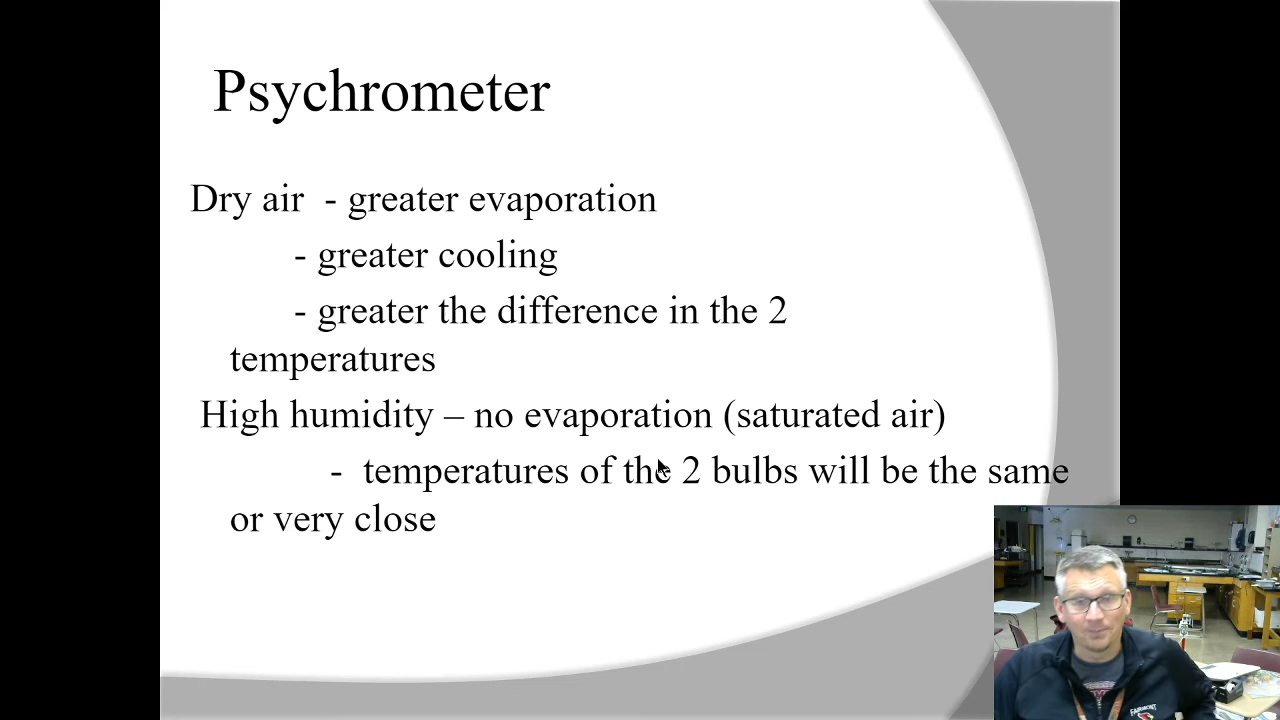 Psychrometer
Dry air - greater evaporation
- greater cooling
- greater the difference in the 2
temperatures
High humidity – no evaporation (saturated air)
- temperatures of the 2 bulbs will be the same
or very close
FAIRMONT